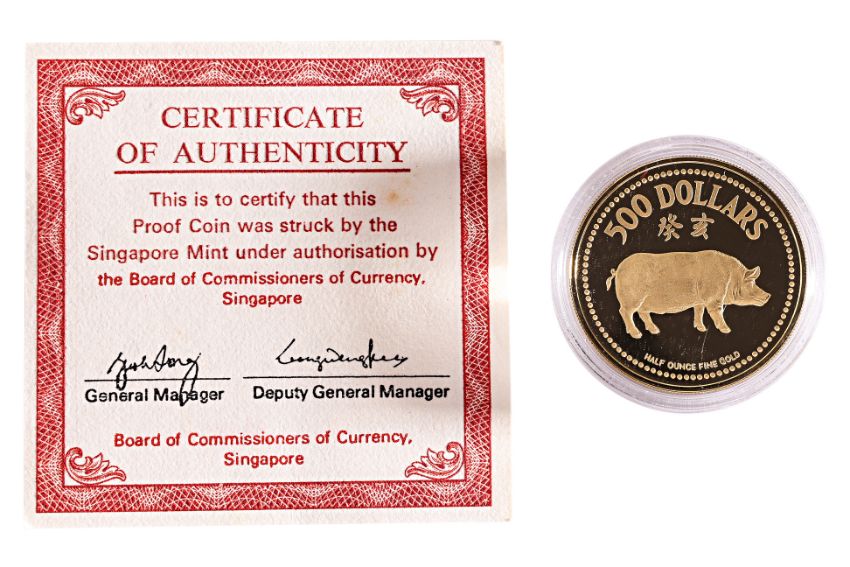 CERTIFICATE
OF AUTHENTICITY
This is to certify that this
Proof Coin was struck by the
Singapore Mint under authorisation by
the Board of Commissioners of Currency,
Singapore
General Manager
Deputy General Manager
Board of Commissioners of Currency,
Singapore
500 DOLLARS
癸亥
HALF OUNCE FINE GOLD